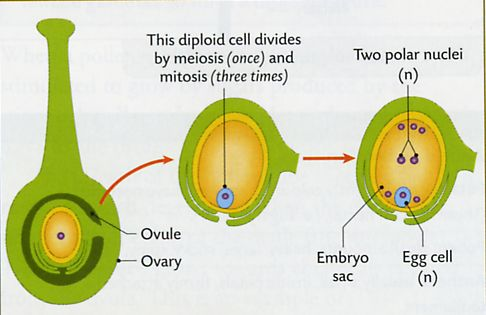 This diploid cell divides
by meiosis (once) and
mitosis (three times)
Two polar nuclei
(n)
Ovule
Ovary
Embryo
sac
Egg cell
(n)